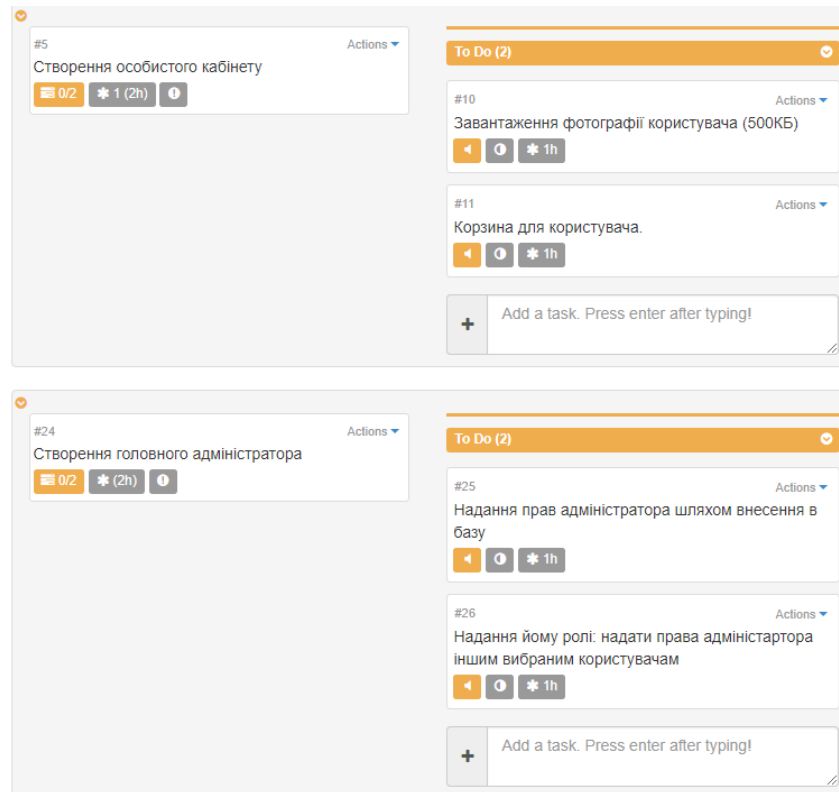 #5 Actions
Створення особистого кабінету
0/2 1 (2h)
To Do (2)
#10 Actions
Завантаження фотографії користувача (500КБ)
1h
#11 Actions
Корзина для користувача.
1h
Add a task. Press enter after typing!
#24 Actions
Створення головного адміністратора
0/2 (2h)
To Do (2)
#25 Actions
Надання прав адміністратора шляхом внесення в
базу
1h
#26 Actions
Надання йому ролі: надати права адміністартора
іншим вибраним користувачам
1h
Add a task. Press enter after typing!